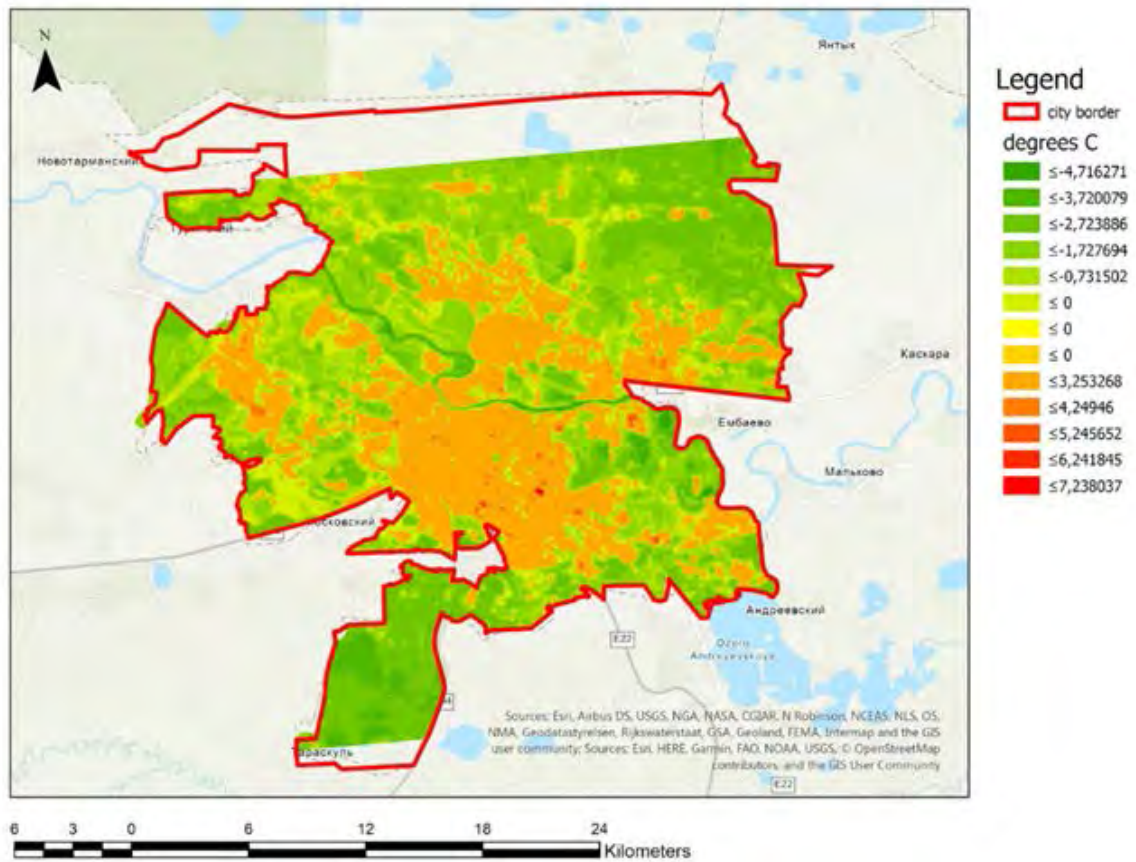 N
Янтык
Новотарманский
Каскара
Ембаево
Мальково
Андреевский
Ozero
Andreyevskoye
E22
Тараскуль
Sources: Esri, Airbus DS, USGS, NGA, NASA, CGIAR, N Robinson, NCEAS, NLS, OS,
NMA, Geodatastyrelsen, Rijkswaterstaat, GSA, Geoland, FEMA, Intermap and the GIS
user community; Sources: Esri, HERE, Garmin, FAO, NOAA, USGS, © OpenStreetMap
contributors, and the GIS User Community
E22
Legend
city border
degrees C
≤-4,716271
≤-3,720079
≤-2,723886
≤-1,727694
≤-0,731502
≤ 0
≤ 0
≤ 0
≤3,253268
≤4,24946
≤5,245652
≤6,241845
≤7,238037
6 3 0 6 12 18 24
Kilometers